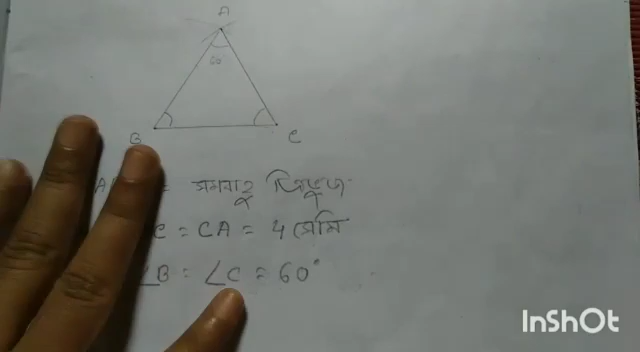 A
60
B
C
A = সমবাহু ত্রিভুজ
C = CA = 4 সেমি
∠B = ∠C = 60°
InShOt